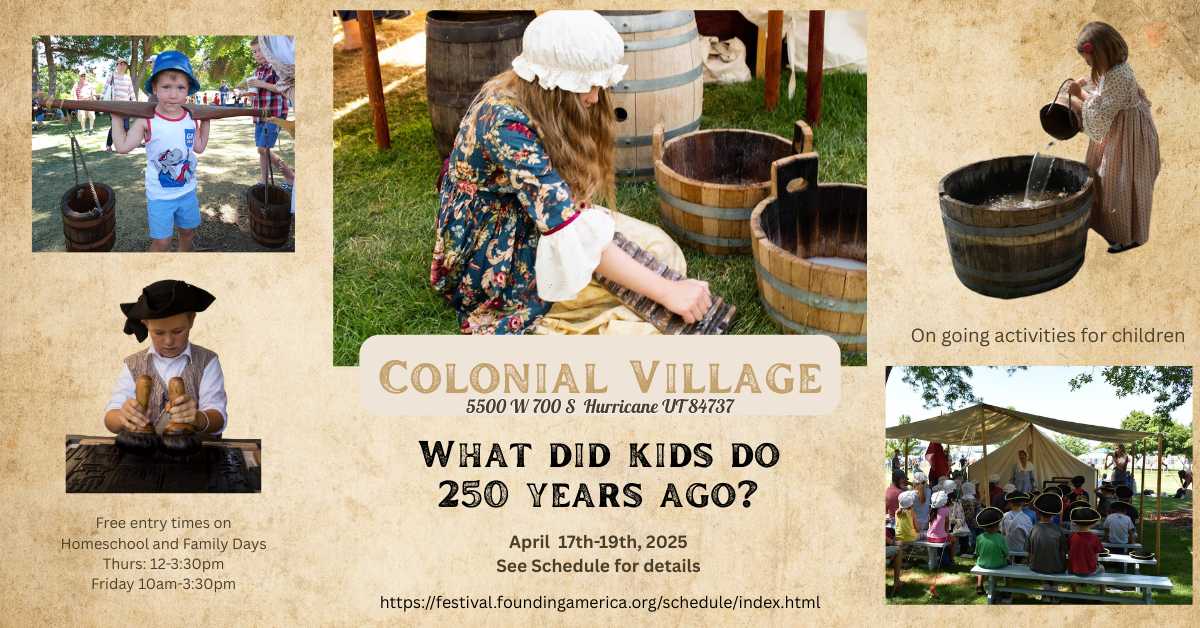 On going activities for children
Colonial Village
5500 W 700 S Hurricane UT 84737
What did kids do
250 years ago?
Free entry times on
Homeschool and Family Days
Thurs: 12-3:30pm
Friday 10am-3:30pm
April 17th-19th, 2025
See Schedule for details
https://festival.foundingamerica.org/schedule/index.html